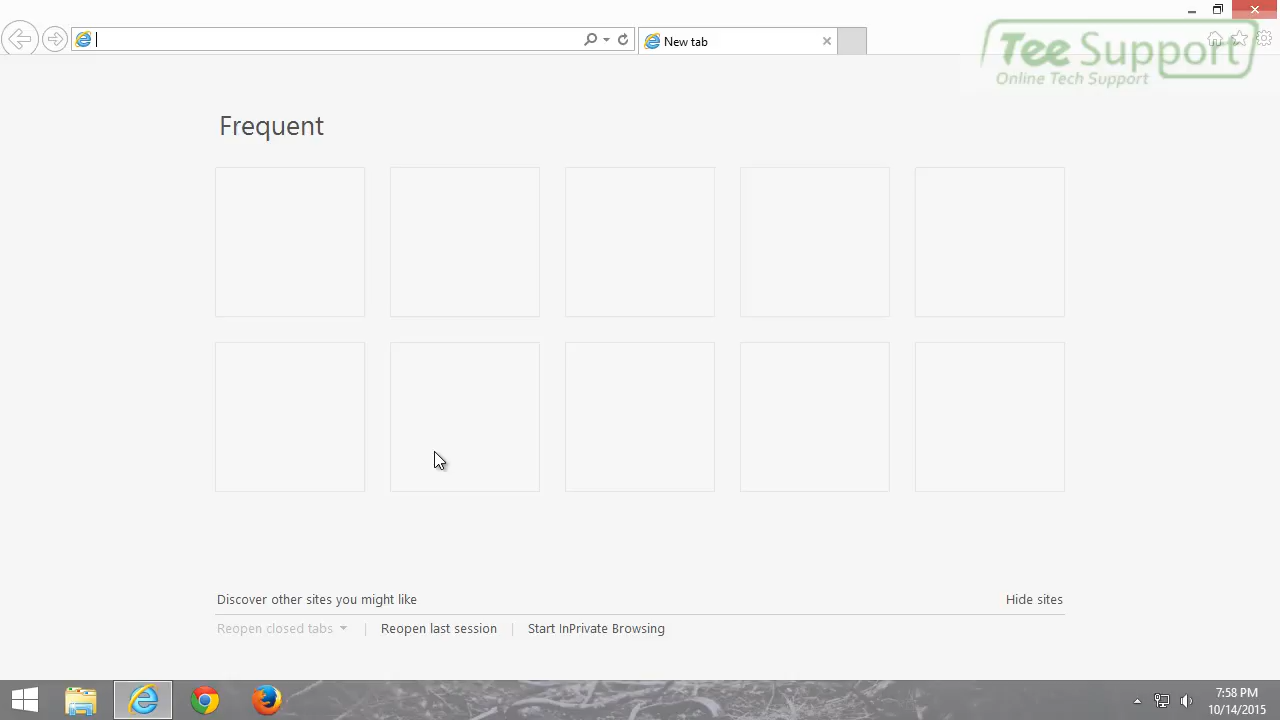 New tab
Tee Support
Online Tech Support
Frequent
Discover other sites you might like
Hide sites
Reopen closed tabs
Reopen last session
Start InPrivate Browsing
7:58 PM
10/14/2015